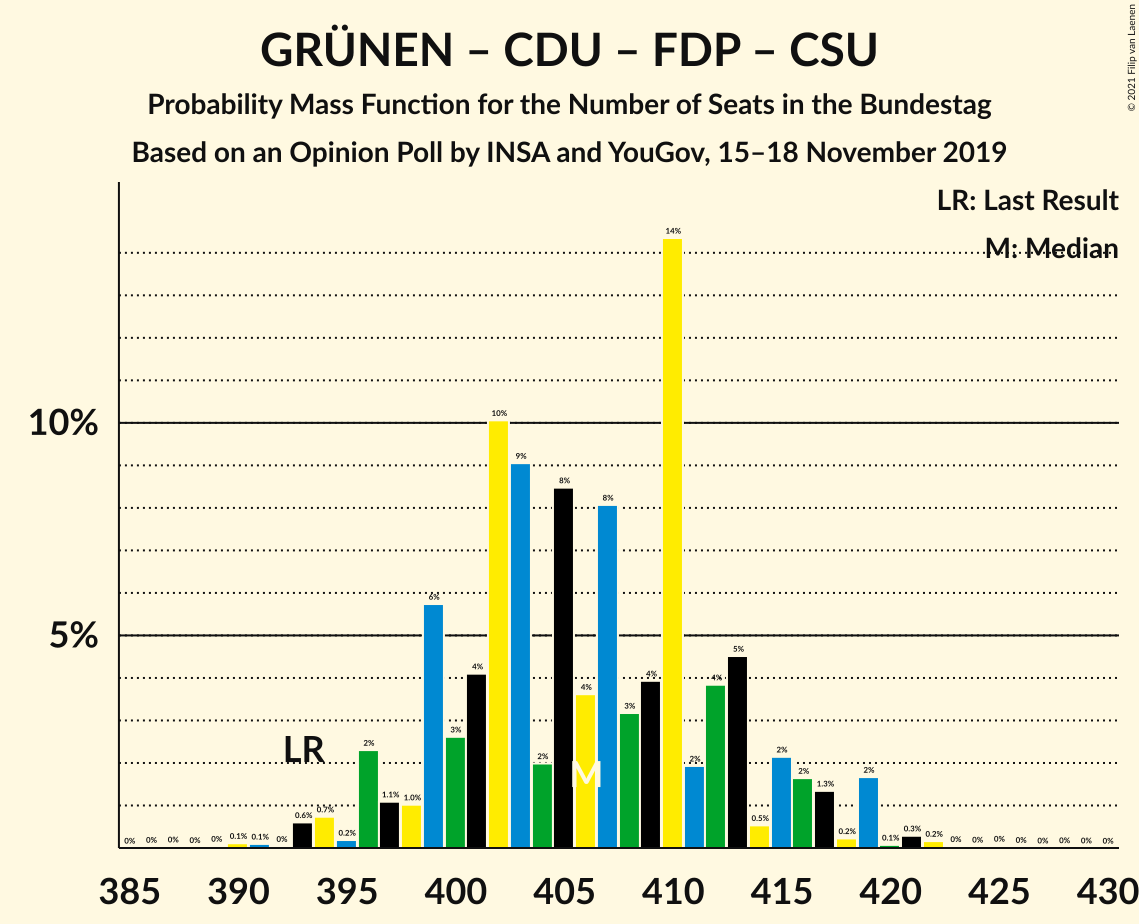 GRÜNEN – CDU – FDP – CSU
Probability Mass Function for the Number of Seats in the Bundestag
Based on an Opinion Poll by INSA and YouGov, 15–18 November 2019
© 2021 Filip van Laenen
LR: Last Result
M: Median
10%
5%
LR
M
0% 0% 0% 0% 0% 0.1% 0.1% 0% 0.6% 0.7% 0.2% 2% 1.1% 1.0% 6% 3% 4% 10% 9% 2% 8% 4% 8% 3% 4% 14% 2% 4% 5% 0.5% 2% 2% 1.3% 0.2% 2% 0.1% 0.3% 0.2% 0% 0% 0% 0% 0% 0% 0% 0%
385 390 395 400 405 410 415 420 425 430